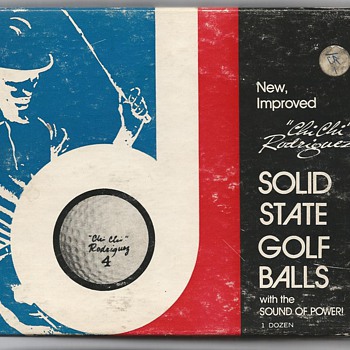 New,
Improved
"Chi Chi"
Rodriguez
SOLID
STATE
GOLF
BALLS
with the
SOUND OF POWER!
1 DOZEN
"Chi Chi"
Rodriguez
4